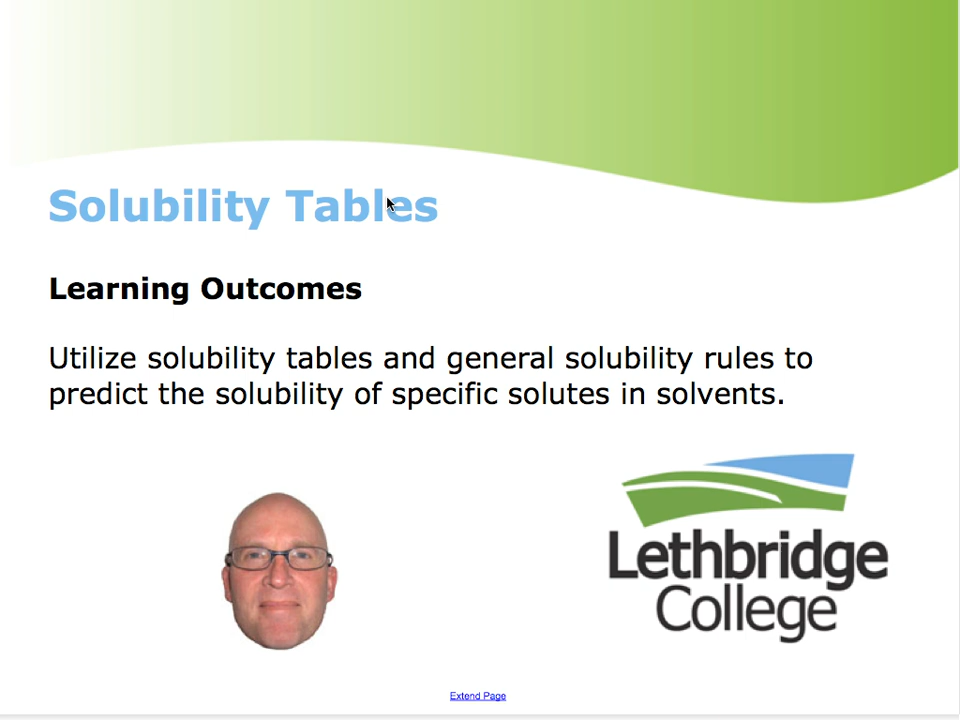 Solubility Tables
Learning Outcomes
Utilize solubility tables and general solubility rules to
predict the solubility of specific solutes in solvents.
Lethbridge
College
Extend Page